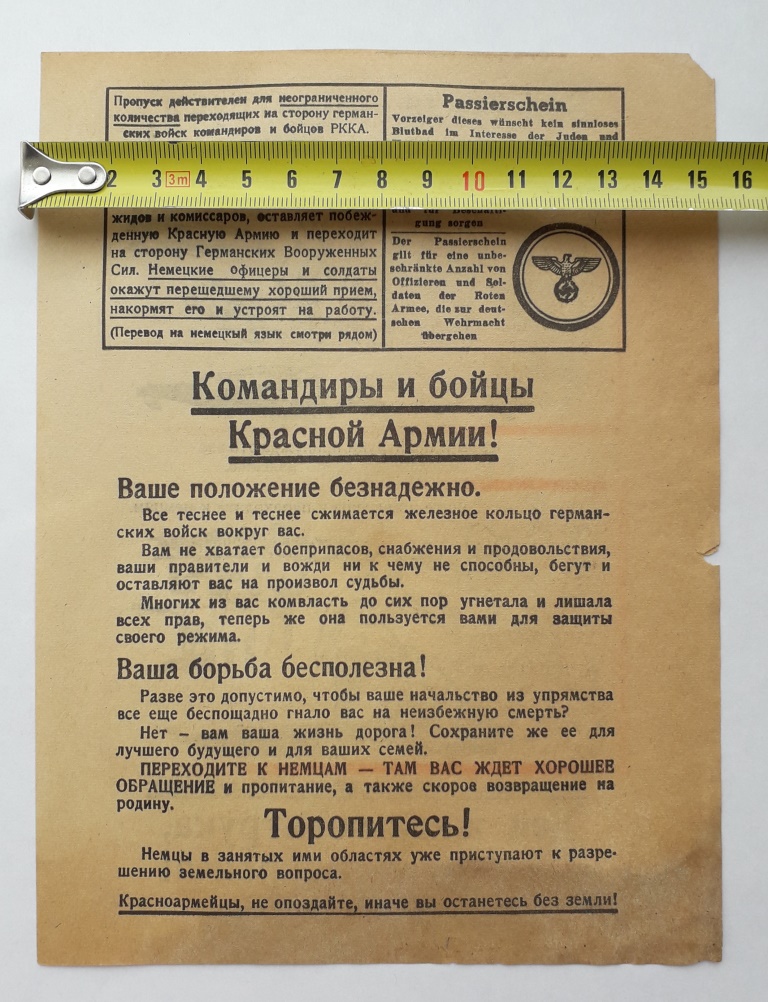 Пропуск действителен для неограниченного
количества переходящих на сторону герман-
ских войск командиров и бойцов РККА.
Passierschein
Vorzeiger dieses wünscht kein sinnloses
Blutbad im Interesse der Juden und
2 3 3m 4 5 6 7 8 9 10 11 12 13 14 15 16
жидов и комиссаров, оставляет побеж-
денную Красную Армию и переходит
на сторону Германских Вооруженных
Сил. Немецкие офицеры и солдаты
окажут перешедшему хороший прием,
накормят его и устроят на работу.
(Перевод на немецкый язык смотри рядом)
und für Beschäfti-
gung sorgen
Der Passierschein
gilt für eine unbe-
schränkte Anzahl von
Offizieren und Sol-
daten der Roten
Armee, die zur deut-
schen Wehrmacht
übergehen
Командиры и бойцы
Красной Армии!
Ваше положение безнадежно.
Все теснее и теснее сжимается железное кольцо герман-
ских войск вокруг вас.
Вам не хватает боеприпасов, снабжения и продовольствия,
ваши правители и вожди ни к чему не способны, бегут и
оставляют вас на произвол судьбы.
Многих из вас комвласть до сих пор угнетала и лишала
всех прав, теперь же она пользуется вами для защиты
своего режима.
Ваша борьба бесполезна!
Разве это допустимо, чтобы ваше начальство из упрямства
все еще беспощадно гнало вас на неизбежную смерть?
Нет – вам ваша жизнь дорога! Сохраните же ее для
лучшего будущего и для ваших семей.
ПЕРЕХОДИТЕ К НЕМЦАМ — ТАМ ВАС ЖДЕТ ХОРОШЕЕ
ОБРАЩЕНИЕ и пропитание, а также скорое возвращение на
родину.
Торопитесь!
Немцы в занятых ими областях уже приступают к разре-
шению земельного вопроса.
Красноармейцы, не опоздайте, иначе вы останетесь без земли!